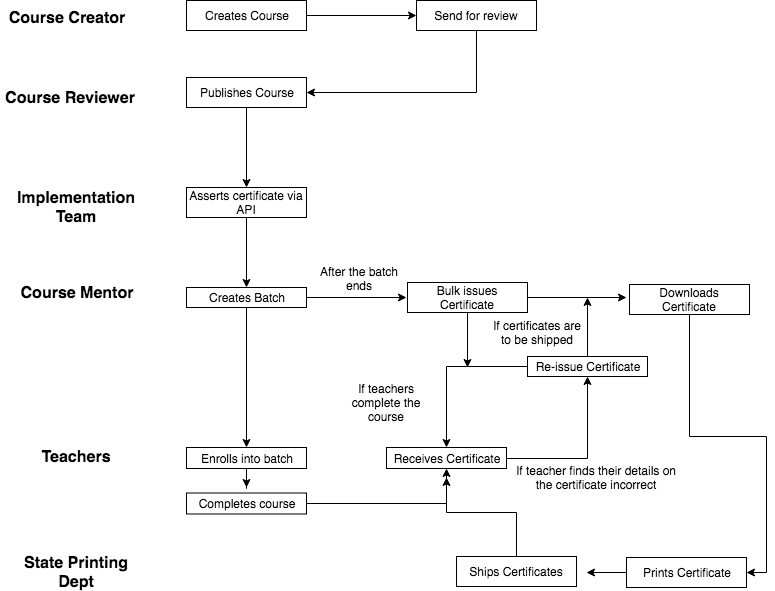 Course Creator
Creates Course
Send for review
Course Reviewer
Publishes Course
Implementation
Team
Asserts certificate via
API
Course Mentor
Creates Batch
After the batch
ends
Bulk issues
Certificate
Downloads
Certificate
If certificates are
to be shipped
Re-issue Certificate
If teachers
complete the
course
Teachers
Enrolls into batch
Receives Certificate
If teacher finds their details on
the certificate incorrect
Completes course
State Printing
Dept
Ships Certificates
Prints Certificate